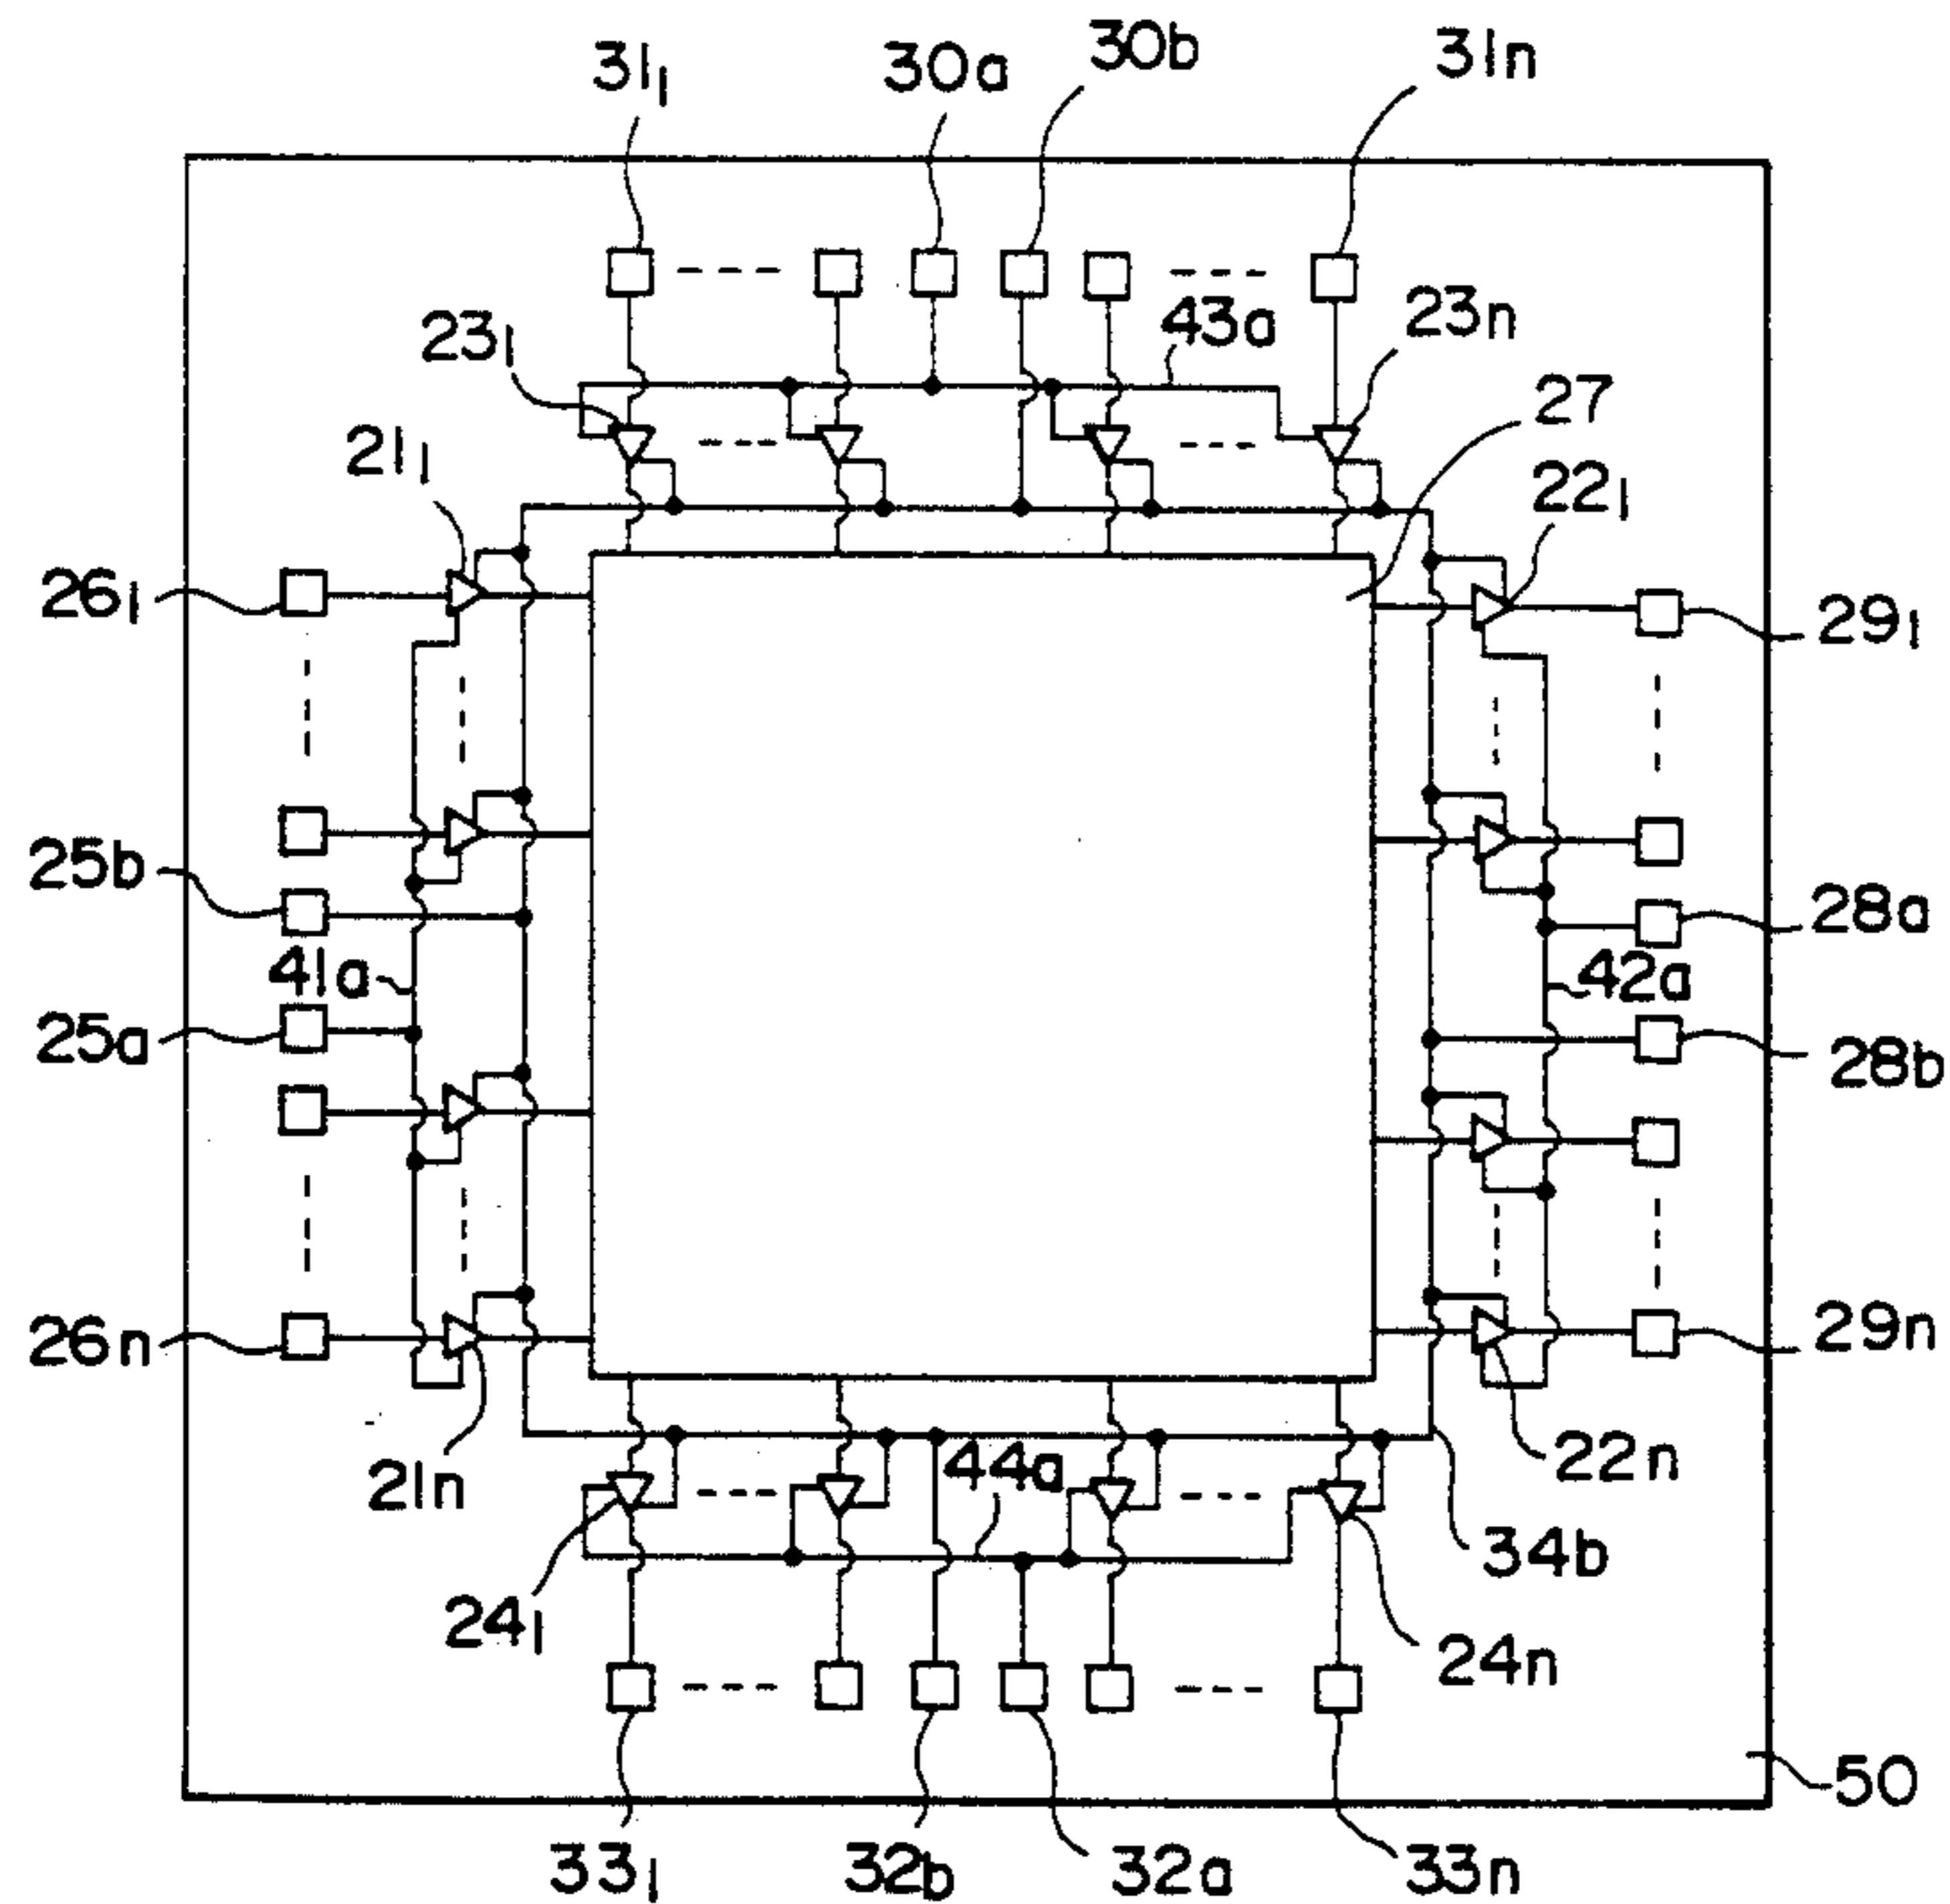 31₁ 30a 30b 31n
23₁ 43a 23n
21₁ 27
22₁
26₁ 29₁
25b 28a
41a 42a
25a 28b
26n 29n
21n 44a 22n
34b
24₁ 24n
50
33₁ 32b 32a 33n